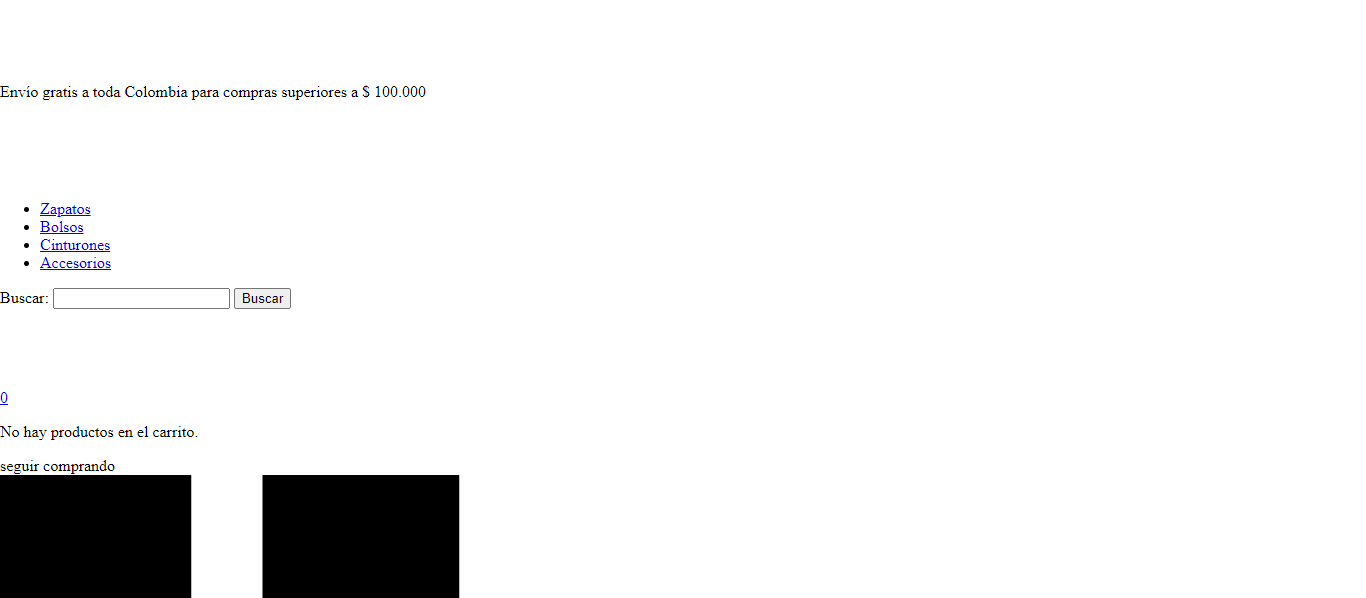 Envío gratis a toda Colombia para compras superiores a $ 100.000
Zapatos
Bolsos
Cinturones
Accesorios
Buscar: Buscar
0
No hay productos en el carrito.
seguir comprando